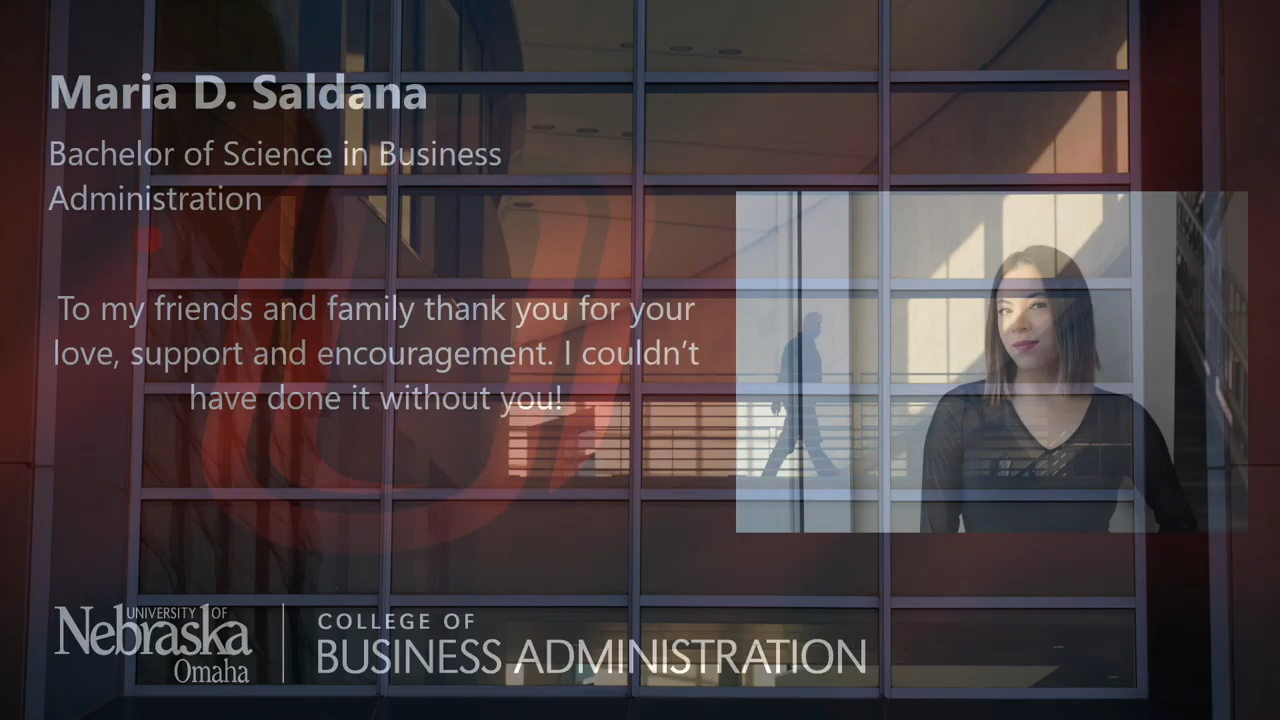 Maria D. Saldana
Bachelor of Science in Business
Administration
To my friends and family thank you for your
love, support and encouragement. I couldn’t
have done it without you!
UNIVERSITY OF
Nebraska
Omaha
COLLEGE OF
BUSINESS ADMINISTRATION